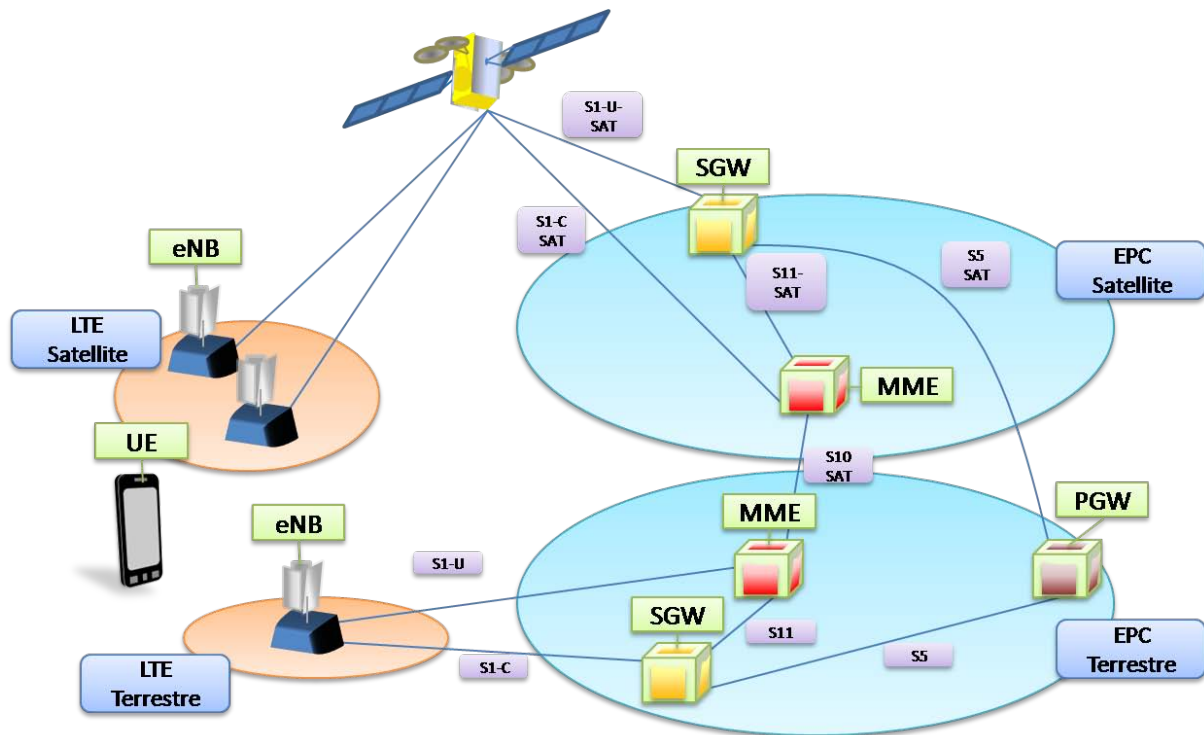 S1-U-
SAT
SGW
S1-C
SAT
eNB
S11-
SAT
S5
SAT
EPC
Satellite
LTE
Satellite
MME
UE
S10
SAT
MME
PGW
eNB
S1-U
SGW
S11
EPC
Terrestre
S5
S1-C
LTE
Terrestre